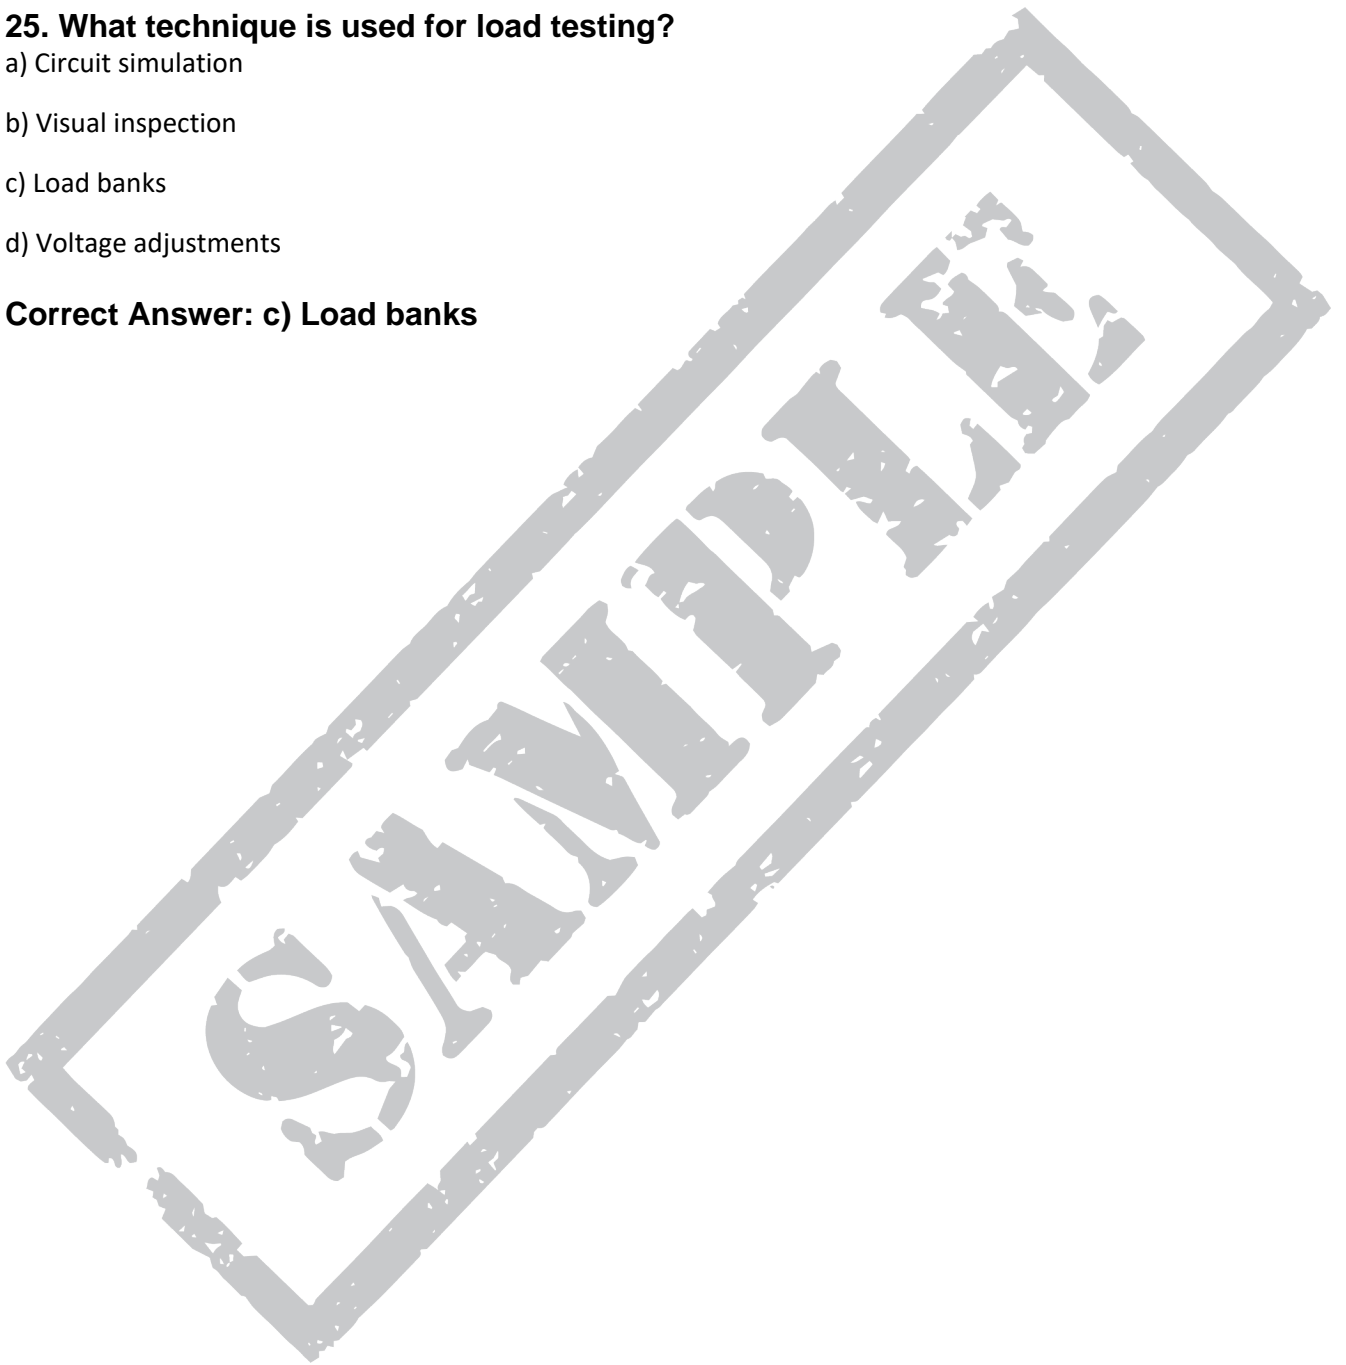 25. What technique is used for load testing?
a) Circuit simulation
b) Visual inspection
c) Load banks
d) Voltage adjustments
Correct Answer: c) Load banks
SAMPLE